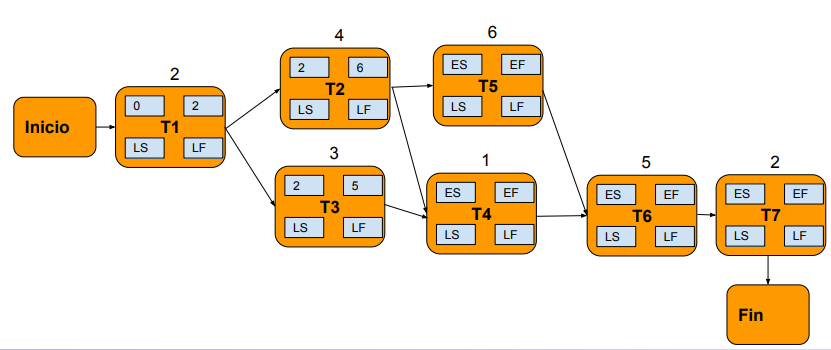 Inicio
2
0 2
T1
LS LF
4
2 6
T2
LS LF
3
2 5
T3
LS LF
6
ES EF
T5
LS LF
1
ES EF
T4
LS LF
5
ES EF
T6
LS LF
2
ES EF
T7
LS LF
Fin